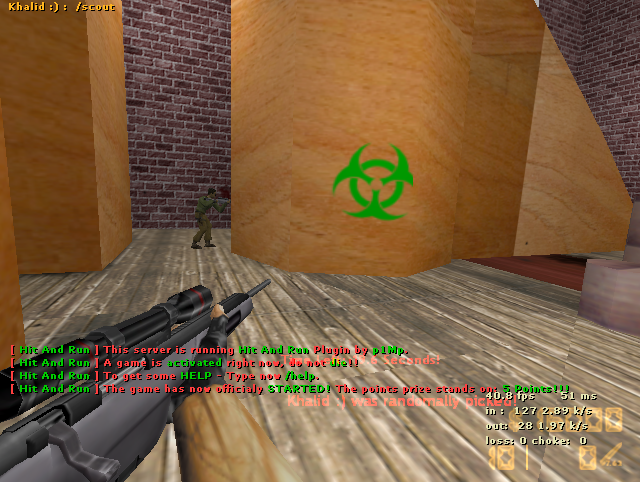 Khalid :) : /scout
[ Hit And Run ] This server is running Hit And Run Plugin by p1Mp.
[ Hit And Run ] A game is activated right now, do not die!!
[ Hit And Run ] To get some HELP - Type now /help.
[ Hit And Run ] The game has now officialy STARTED! The points prize stands on: 5 Points!!!
Khalid :) was randomally picked!
40.8 fps 51 ms
in : 127 2.89 k/s
out: 28 1.97 k/s
loss: 0 choke: 0